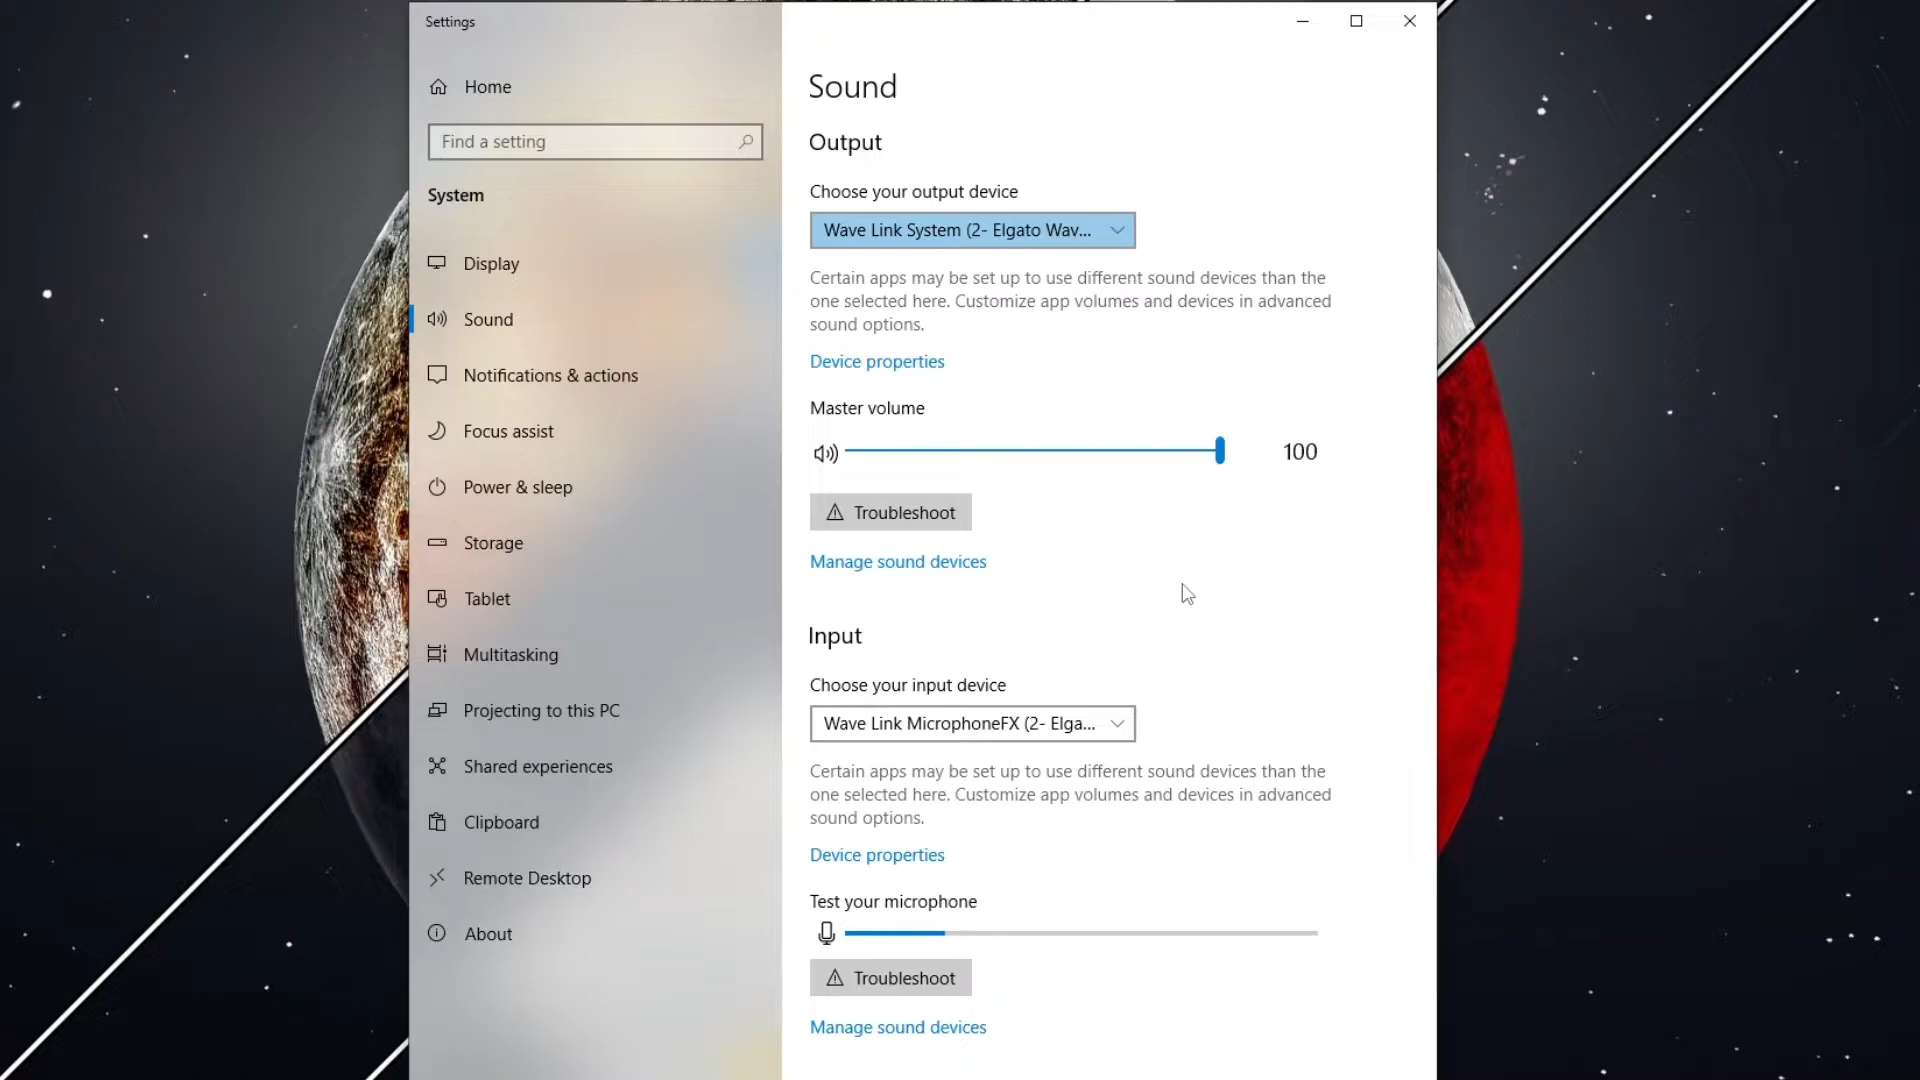 Settings
Home
Find a setting
System
Display
Sound
Notifications & actions
Focus assist
Power & sleep
Storage
Tablet
Multitasking
Projecting to this PC
Shared experiences
Clipboard
Remote Desktop
About
Sound
Output
Choose your output device
Wave Link System (2- Elgato Wav...
Certain apps may be set up to use different sound devices than the
one selected here. Customize app volumes and devices in advanced
sound options.
Device properties
Master volume
100
Troubleshoot
Manage sound devices
Input
Choose your input device
Wave Link MicrophoneFX (2- Elga...
Certain apps may be set up to use different sound devices than the
one selected here. Customize app volumes and devices in advanced
sound options.
Device properties
Test your microphone
Troubleshoot
Manage sound devices